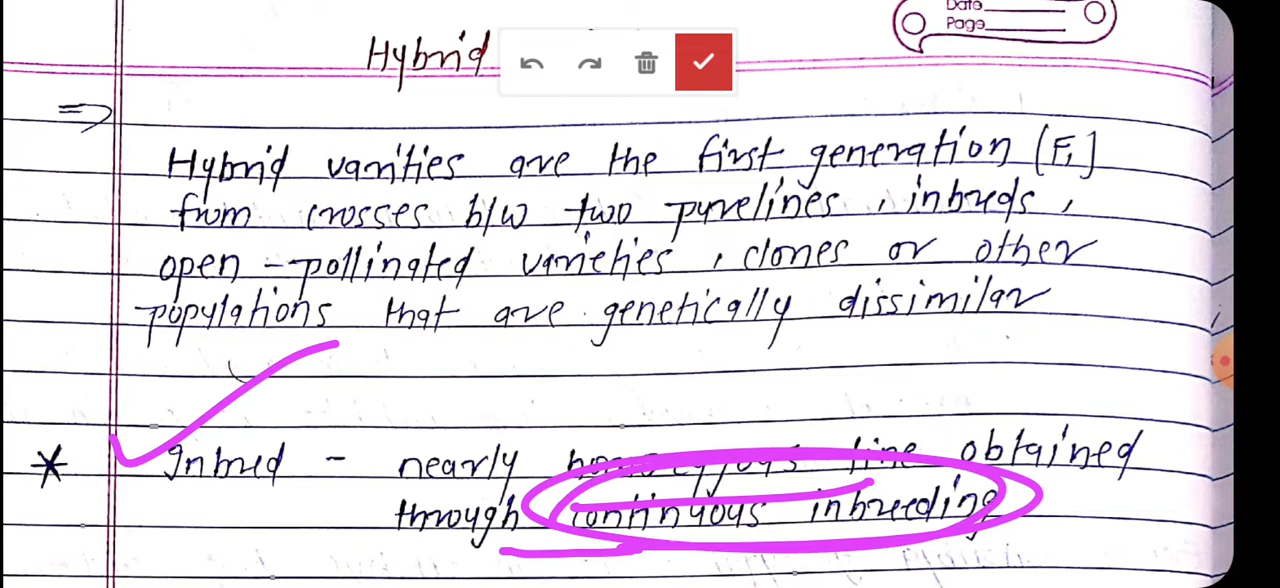 Date
Page
Hybrid
⇒
Hybrid varities are the first generation (F1)
from crosses b/w two purelines, inbreds,
open-pollinated varieties, clones or other
populations that are genetically dissimilar
* Inbred - nearly homozygous line obtained
through continuous inbreeding